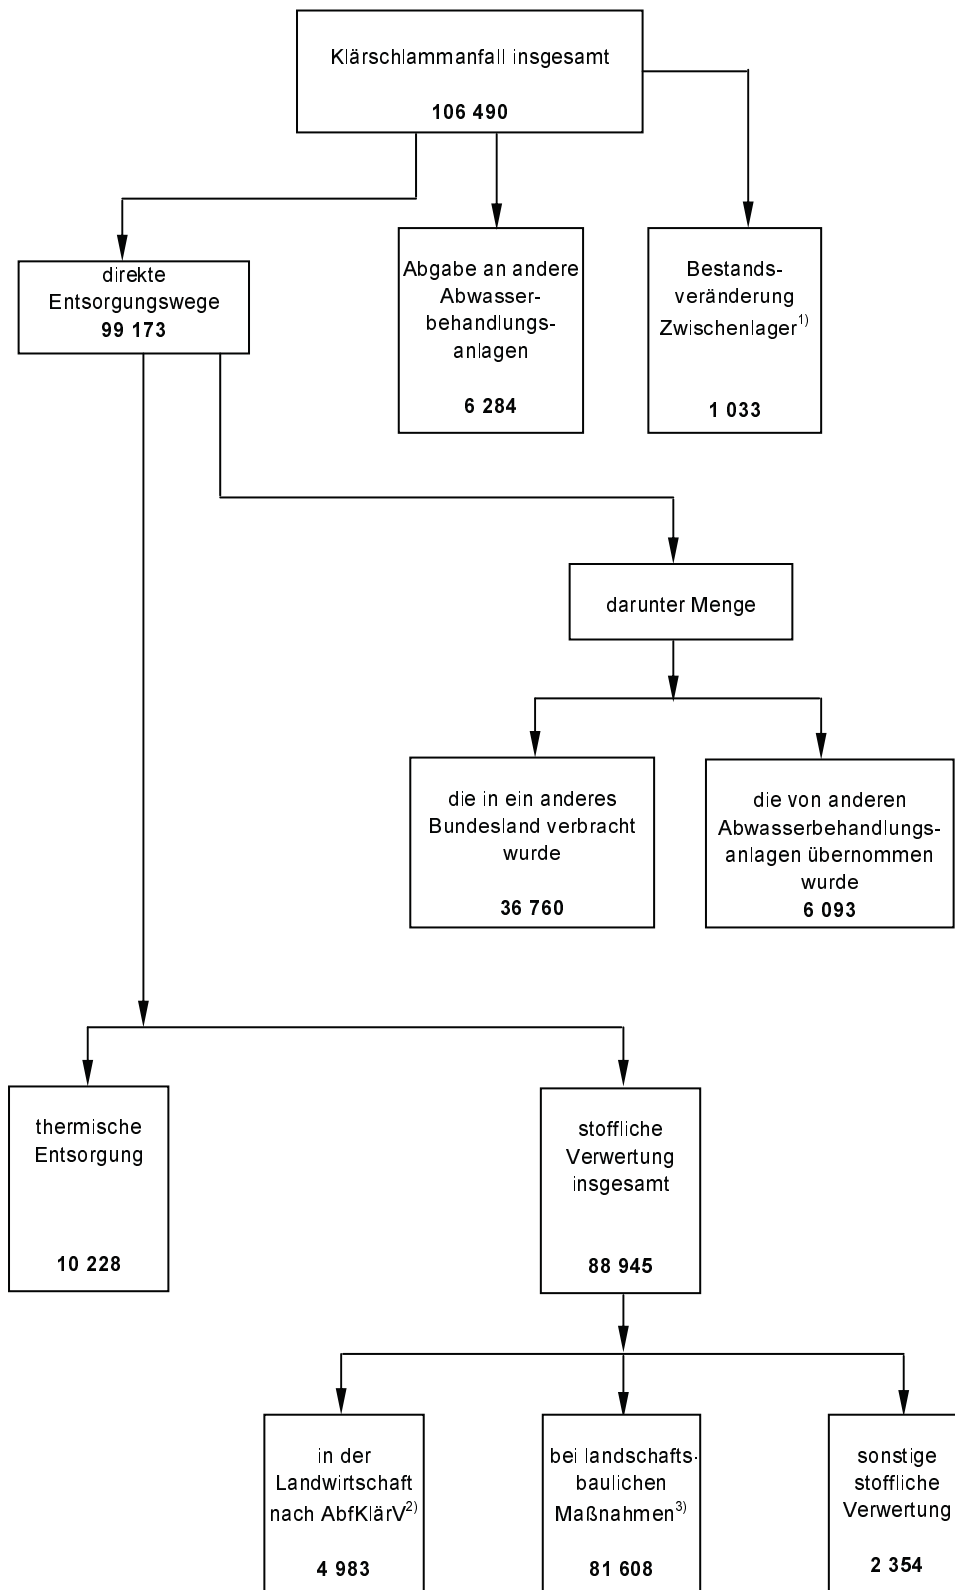 Klärschlammanfall insgesamt
106 490
direkte
Entsorgungswege
99 173
Abgabe an andere
Abwasser-
behandlungs-
anlagen
6 284
Bestands-
veränderung
Zwischenlager1)
1 033
darunter Menge
die in ein anderes
Bundesland verbracht
wurde
36 760
die von anderen
Abwasserbehandlungs-
anlagen übernommen
wurde
6 093
thermische
Entsorgung
10 228
stoffliche
Verwertung
insgesamt
88 945
in der
Landwirtschaft
nach AbfKlärV2)
4 983
bei landschafts-
baulichen
Maßnahmen3)
81 608
sonstige
stoffliche
Verwertung
2 354